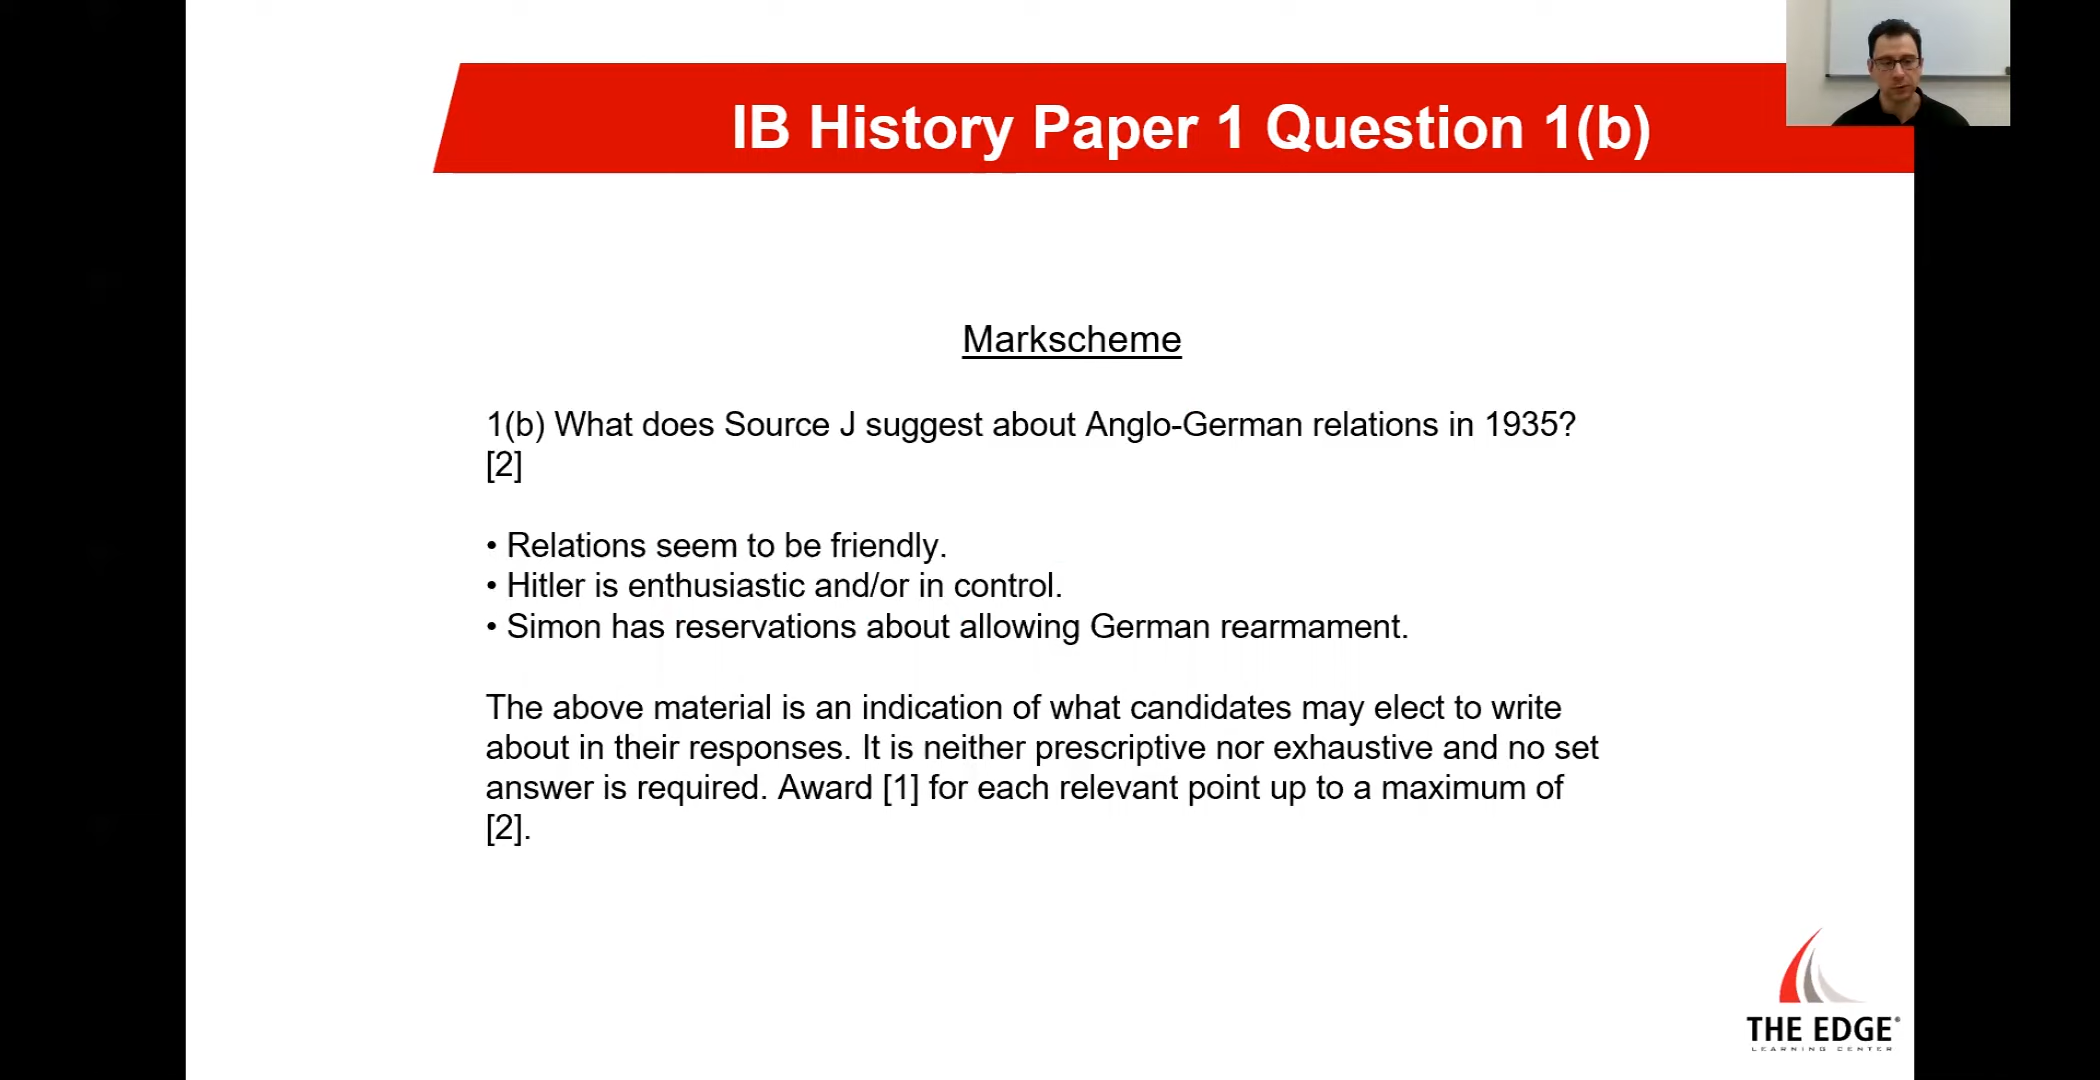 IB History Paper 1 Question 1(b)
Markscheme
1(b) What does Source J suggest about Anglo-German relations in 1935?
[2]
• Relations seem to be friendly.
• Hitler is enthusiastic and/or in control.
• Simon has reservations about allowing German rearmament.
The above material is an indication of what candidates may elect to write
about in their responses. It is neither prescriptive nor exhaustive and no set
answer is required. Award [1] for each relevant point up to a maximum of
[2].
THE EDGE®
LEARNING CENTER